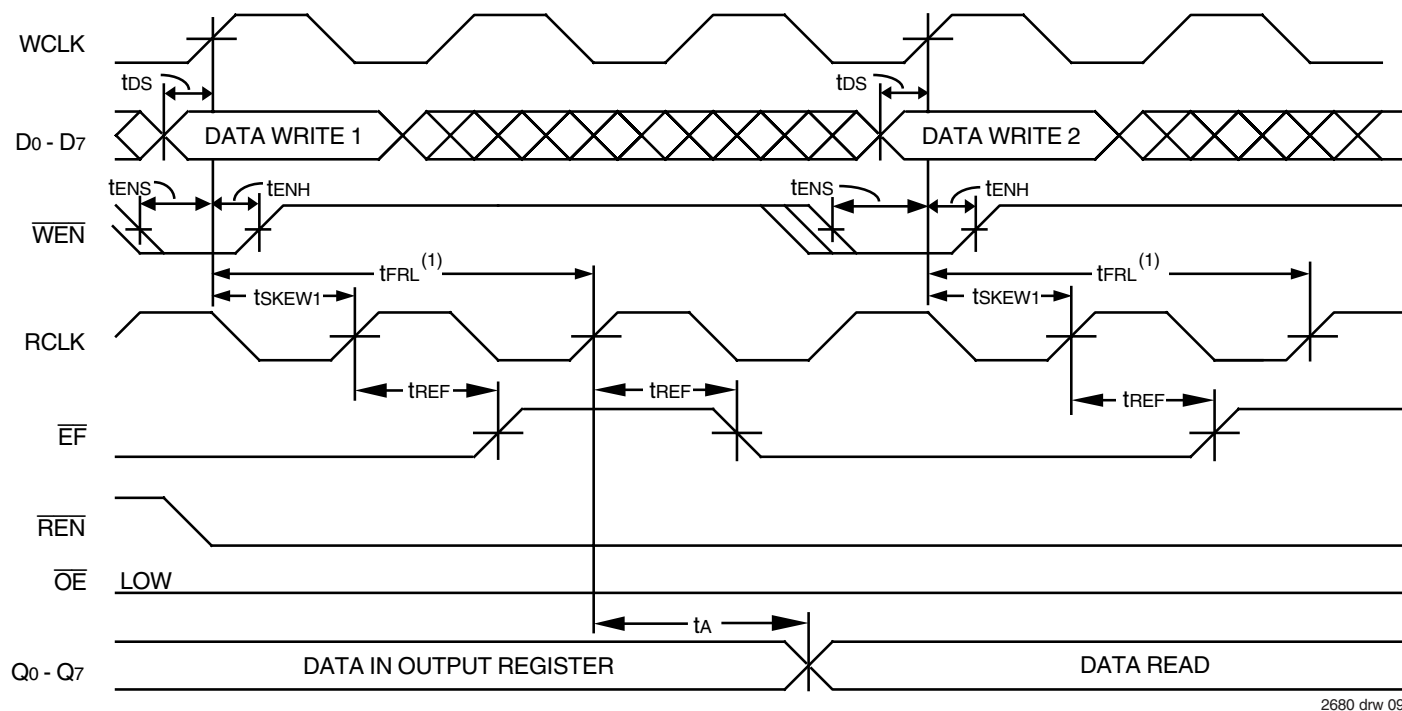 WCLK
tDS tDS
D0 - D7 DATA WRITE 1 DATA WRITE 2
tENS tENH tENS tENH
WEN
tFRL(1) tFRL(1)
tSKEW1 tSKEW1
RCLK
tREF tREF tREF
EF
REN
OE LOW
tA
Q0 - Q7 DATA IN OUTPUT REGISTER DATA READ
2680 drw 09